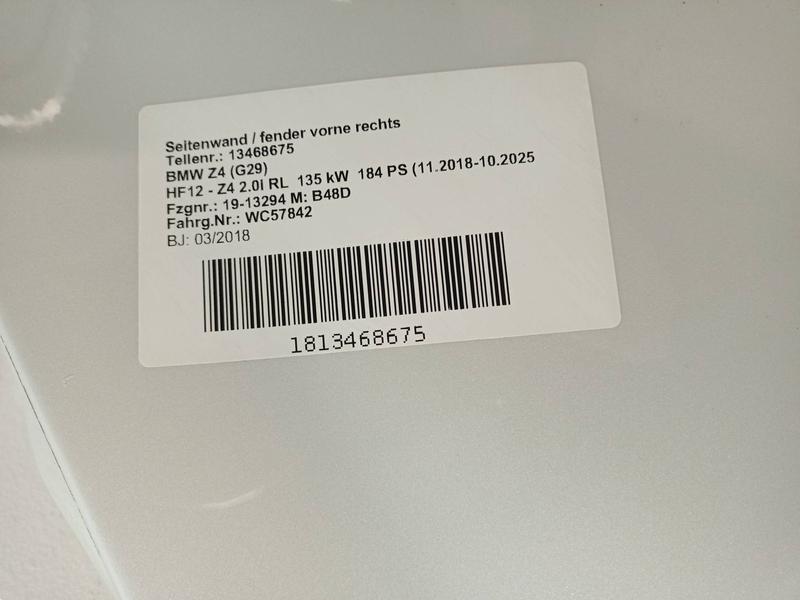 Seitenwand / fender vorne rechts
Teilenr.: 13468675
BMW Z4 (G29)
HF12 - Z4 2.0i RL 135 kW 184 PS (11.2018-10.2025
Fzgnr.: 19-13294 M: B48D
Fahrg.Nr.: WC57842
BJ: 03/2018
1813468675